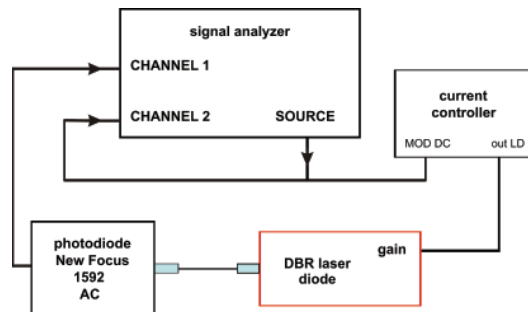 signal analyzer
CHANNEL 1
CHANNEL 2
SOURCE
current
controller
MOD DC
out LD
photodiode
New Focus
1592
AC
gain
DBR laser
diode